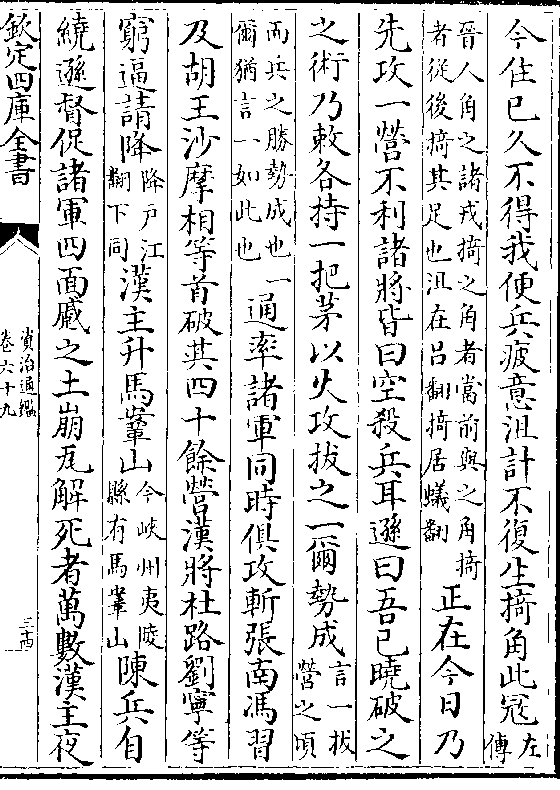 今住已久不得我便兵疲意沮計不復生掎角此冦左傳
晉人角之諸戎掎之角者當前與之角掎者從後掎其足也沮在呂翻掎居蟻翻正在今日乃
先攻一營不利諸將皆曰空殺兵耳遜曰吾已曉破之
之術乃敕各持一把茅以火攻拔之一爾勢成言一拔營之頃
而兵之勝勢成也一爾猶言一如此也通率諸軍同時俱攻斬張南馮習
及胡王沙摩相等首破其四十餘營漢將杜路劉寧等
窮逼請降降戶江翻下同漢主升馬鞌山今峽州夷陵縣有馬鞌山陳兵自
繞遜督促諸軍四面蹙之土崩瓦解死者萬數漢主夜
欽定四庫全書
資治通鑑
卷六十九
三十四